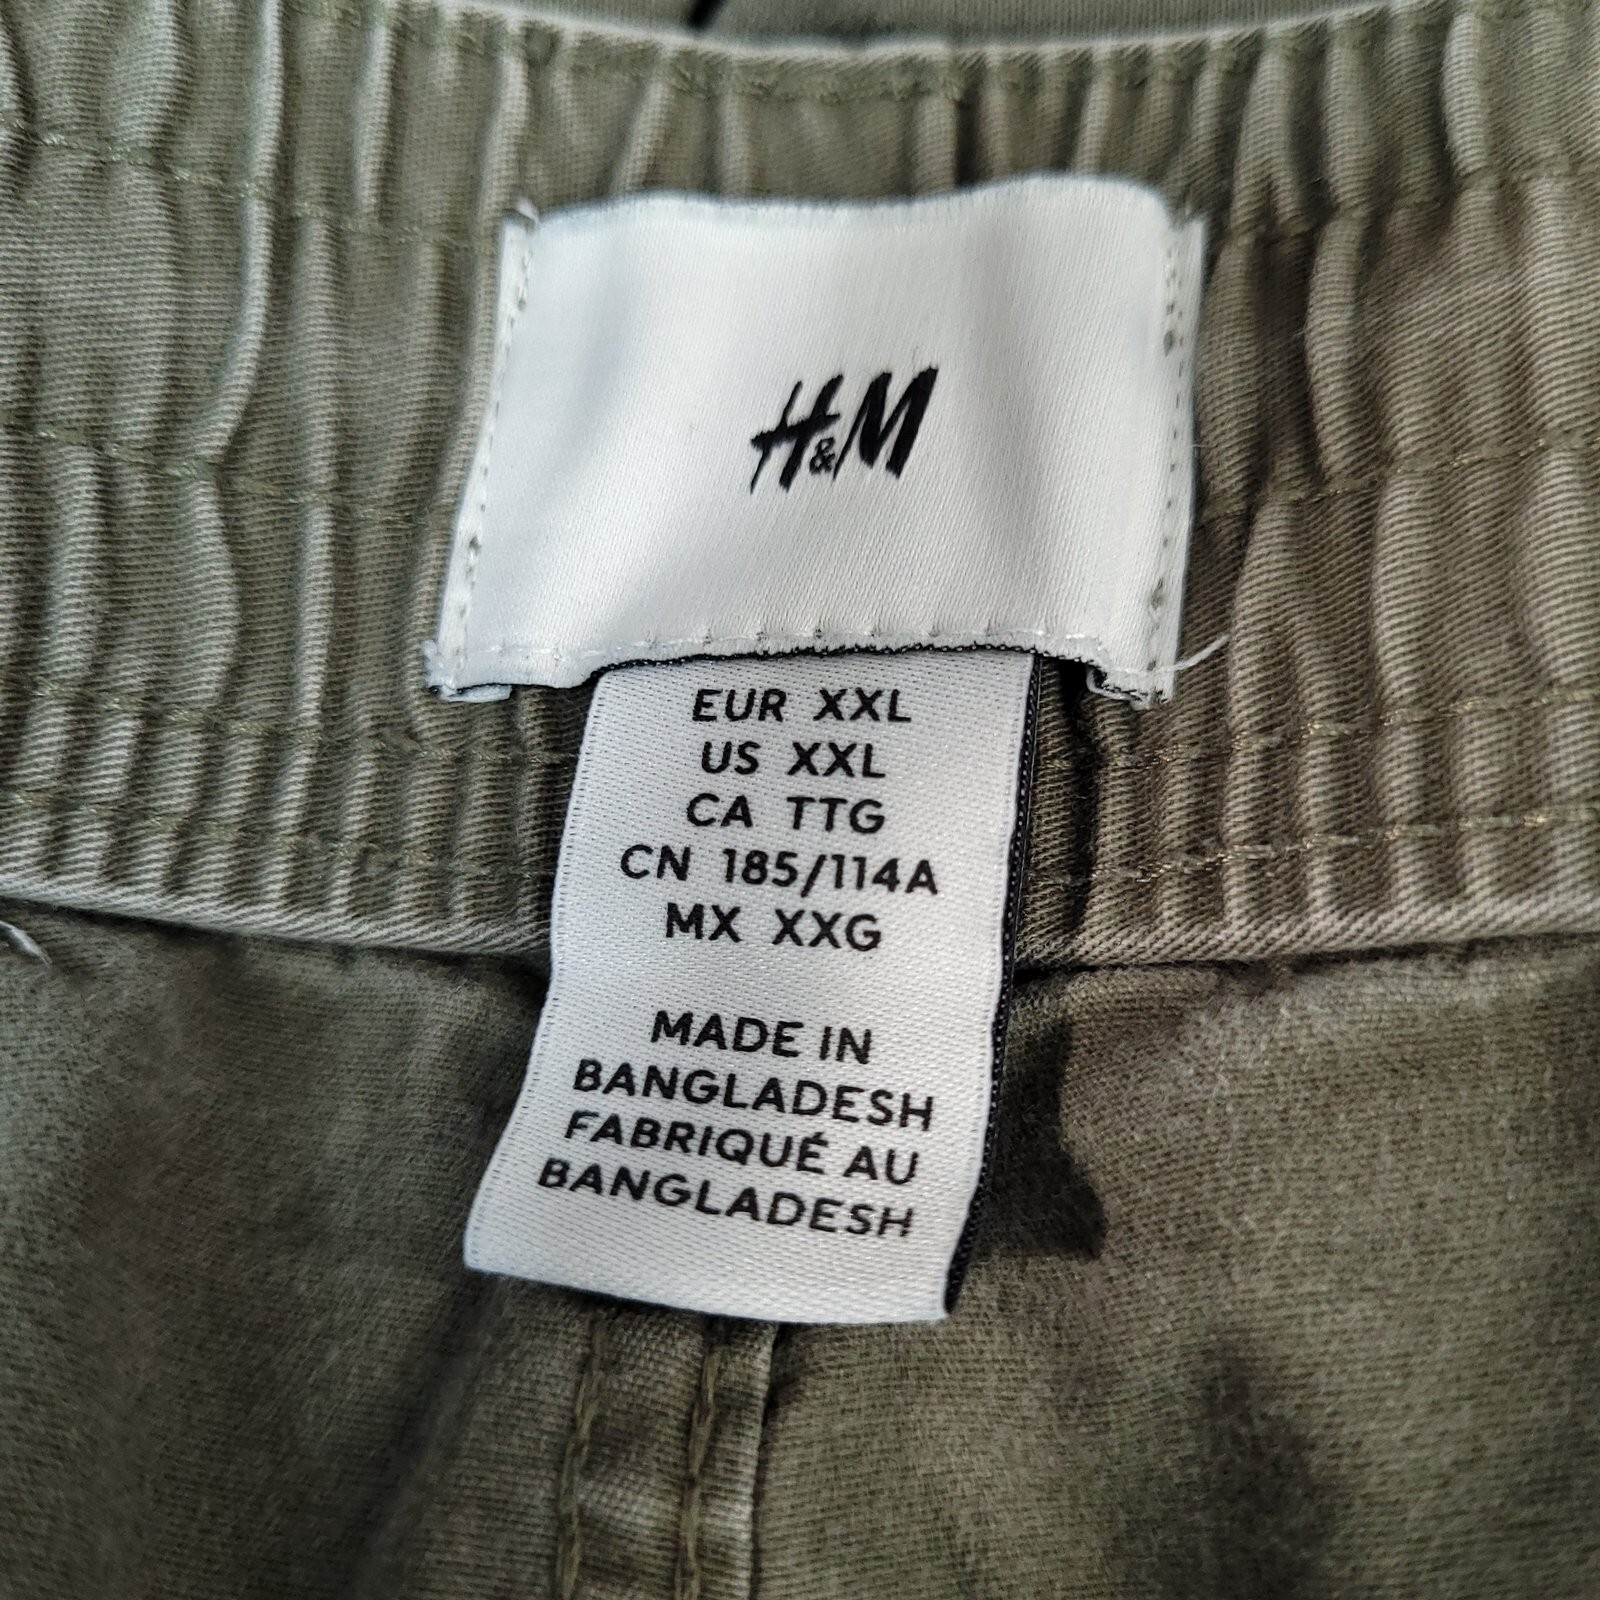 H&M
EUR XXL
US XXL
CA TTG
CN 185/114A
MX XXG
MADE IN
BANGLADESH
FABRIQUÉ AU
BANGLADESH